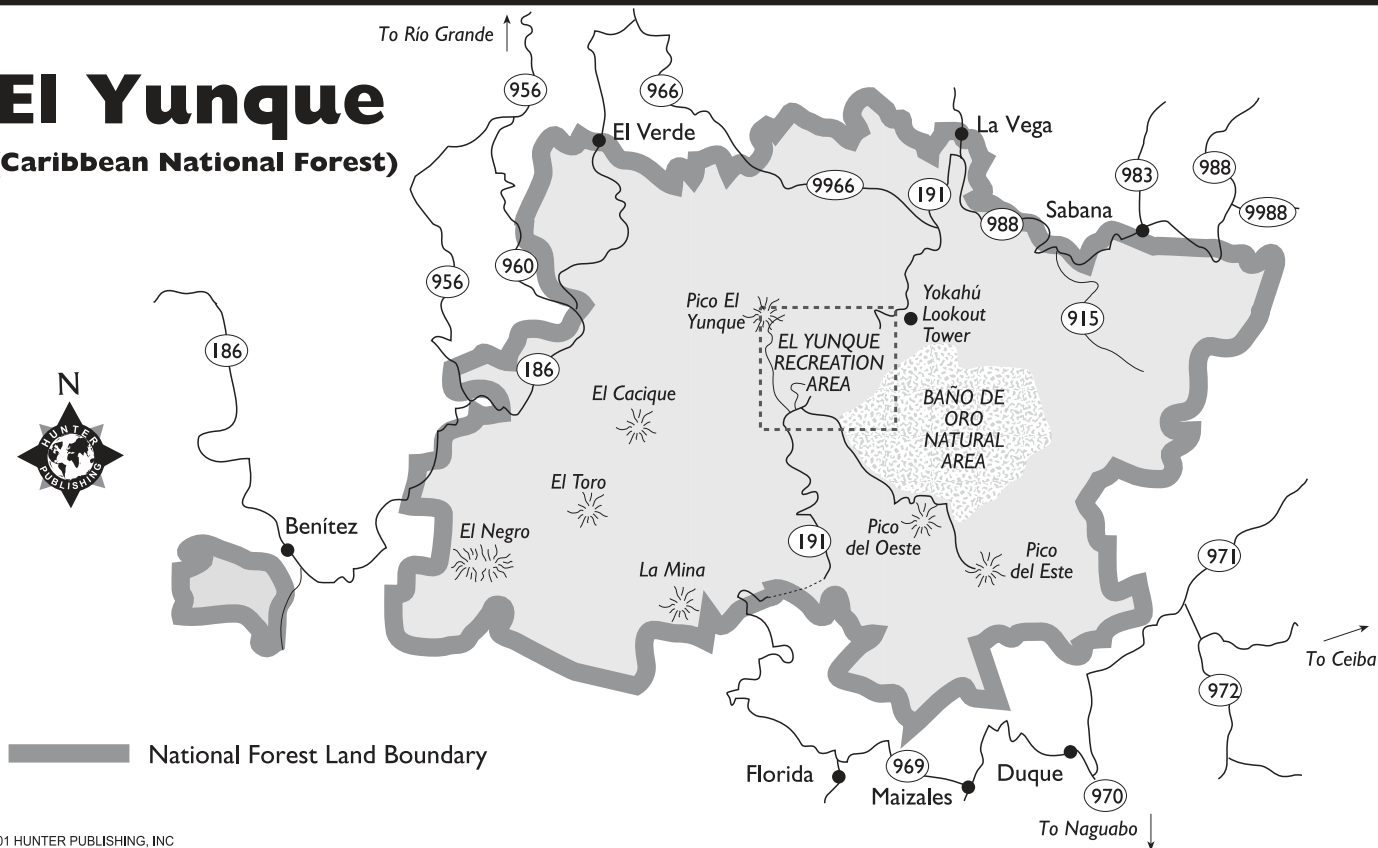 To Río Grande
El Yunque
Caribbean National Forest)
956
966
El Verde
La Vega
983
988
9966
191
988
Sabana
9988
956
960
Pico El
Yunque
Yokahú
Lookout
Tower
915
186
186
EL YUNQUE
RECREATION
AREA
N
HUNTER
PUBLISHING
El Cacique
BAÑO DE
ORO
NATURAL
AREA
El Toro
Benítez
El Negro
191
Pico
del Oeste
Pico
del Este
971
La Mina
To Ceiba
972
National Forest Land Boundary
Florida
969
Maizales
Duque
970
To Naguabo
01 HUNTER PUBLISHING, INC